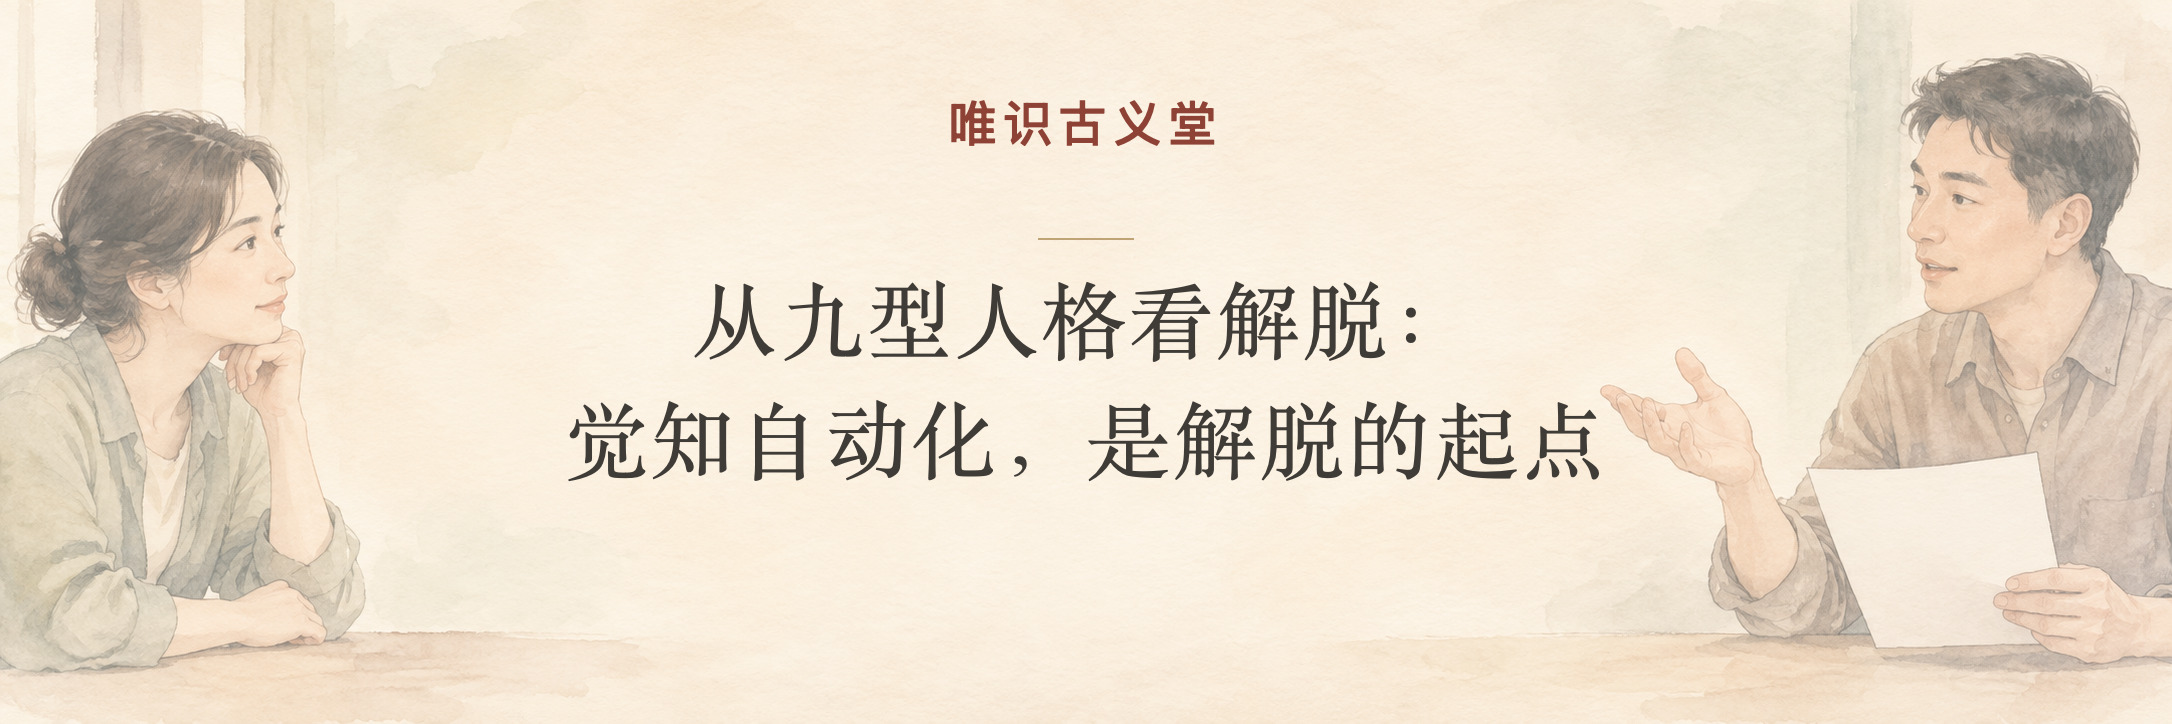 唯识古义堂
从九型人格看解脱：
觉知自动化，是解脱的起点